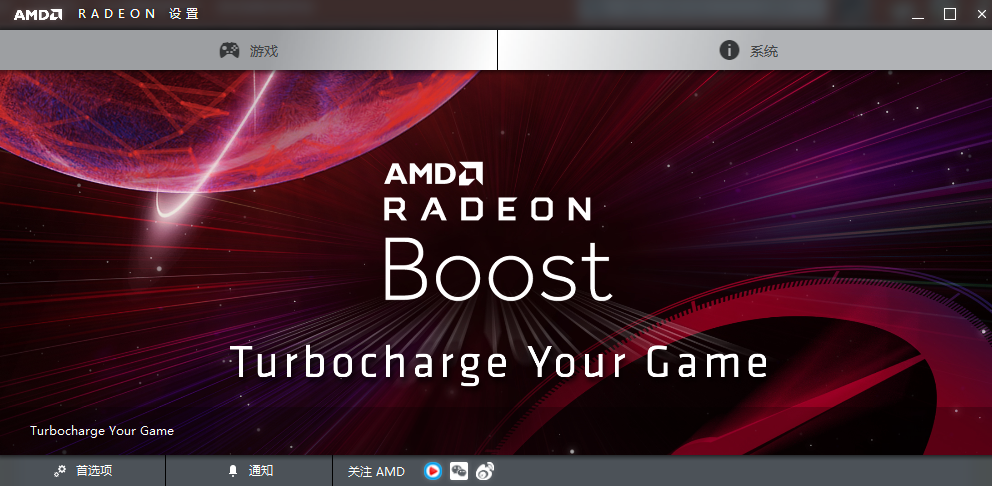 AMD RADEON 设置
游戏
系统
AMD
RADEON
Boost
Turbocharge Your Game
Turbocharge Your Game
首选项
通知
关注 AMD